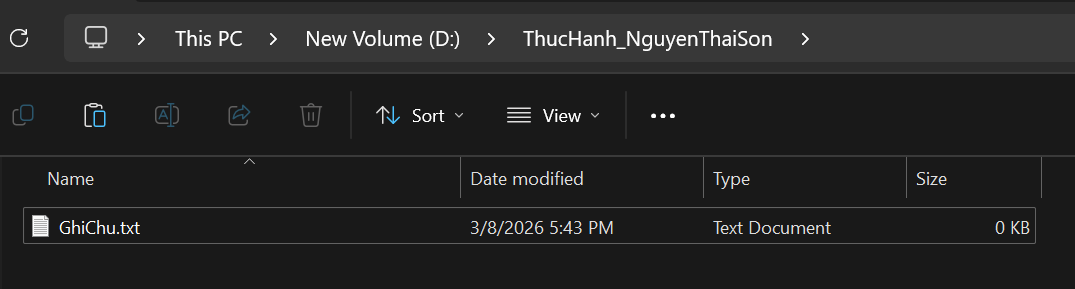 This PC > New Volume (D:) > ThucHanh_NguyenThaiSon >
Sort View
Name Date modified Type Size
GhiChu.txt 3/8/2026 5:43 PM Text Document 0 KB